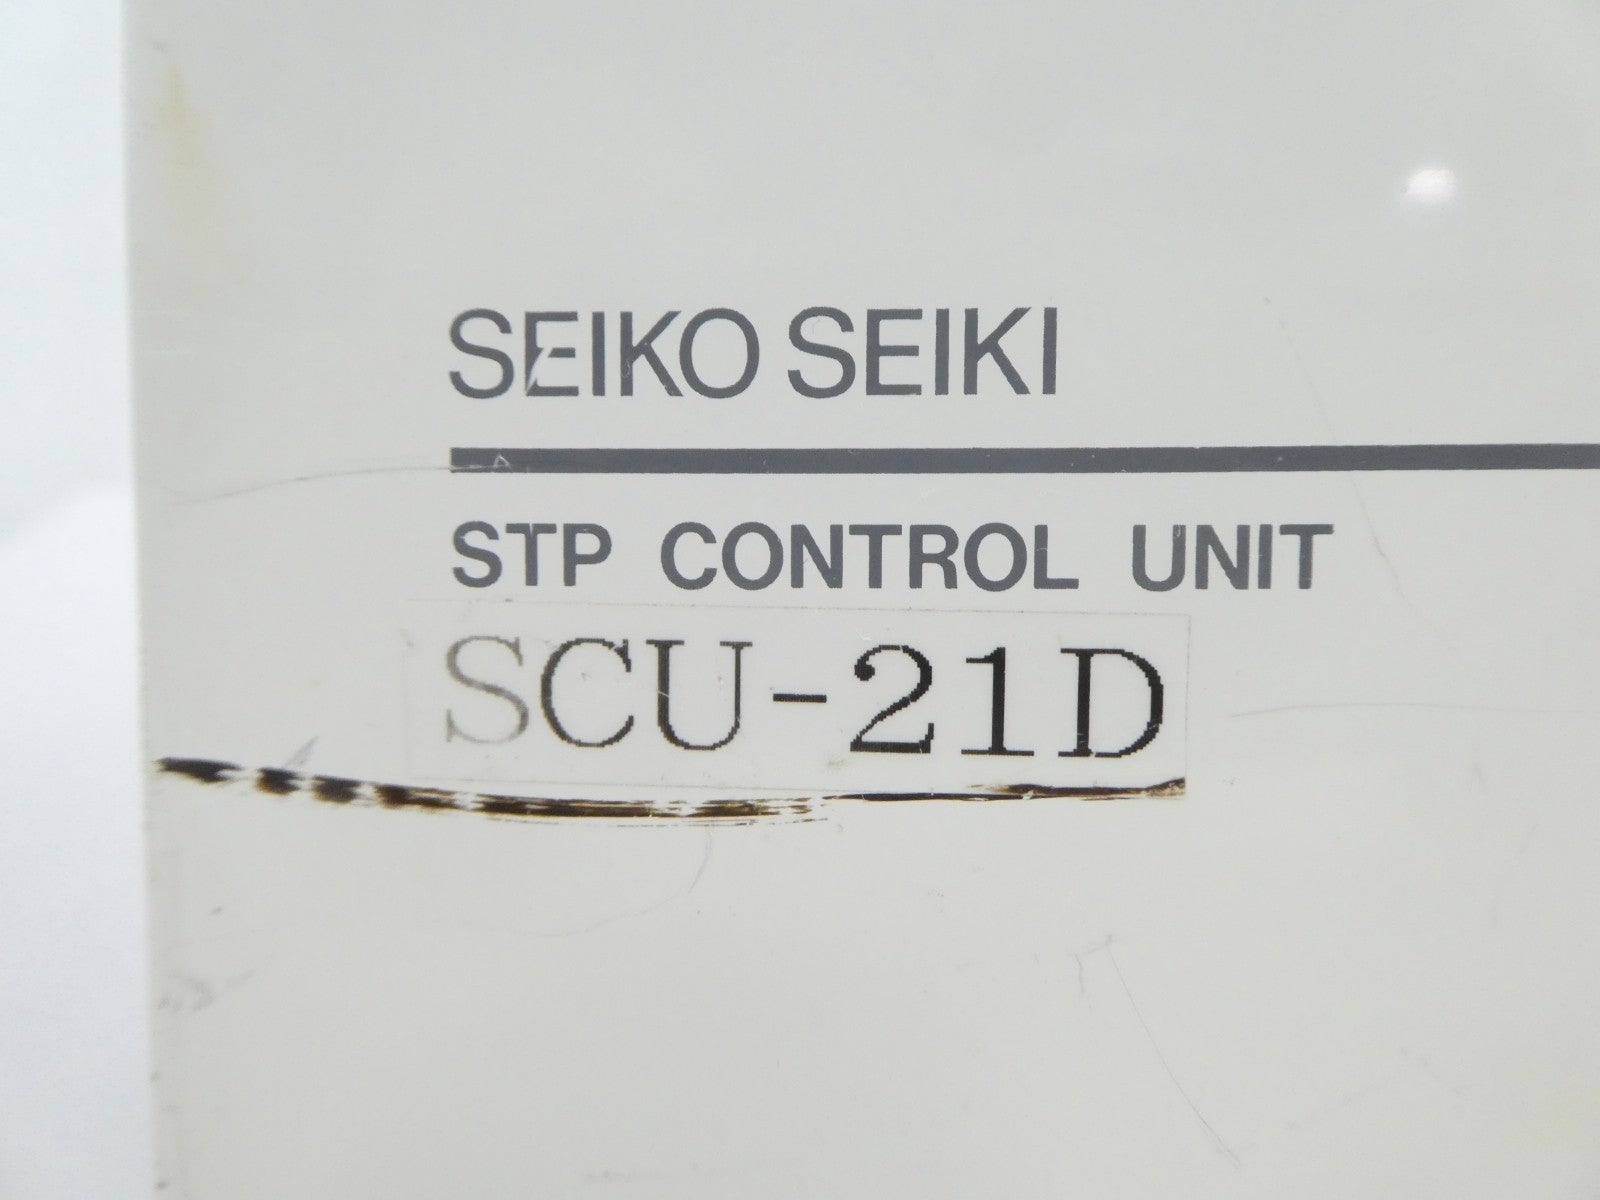 SEIKO SEIKI
STP CONTROL UNIT
SCU-21D